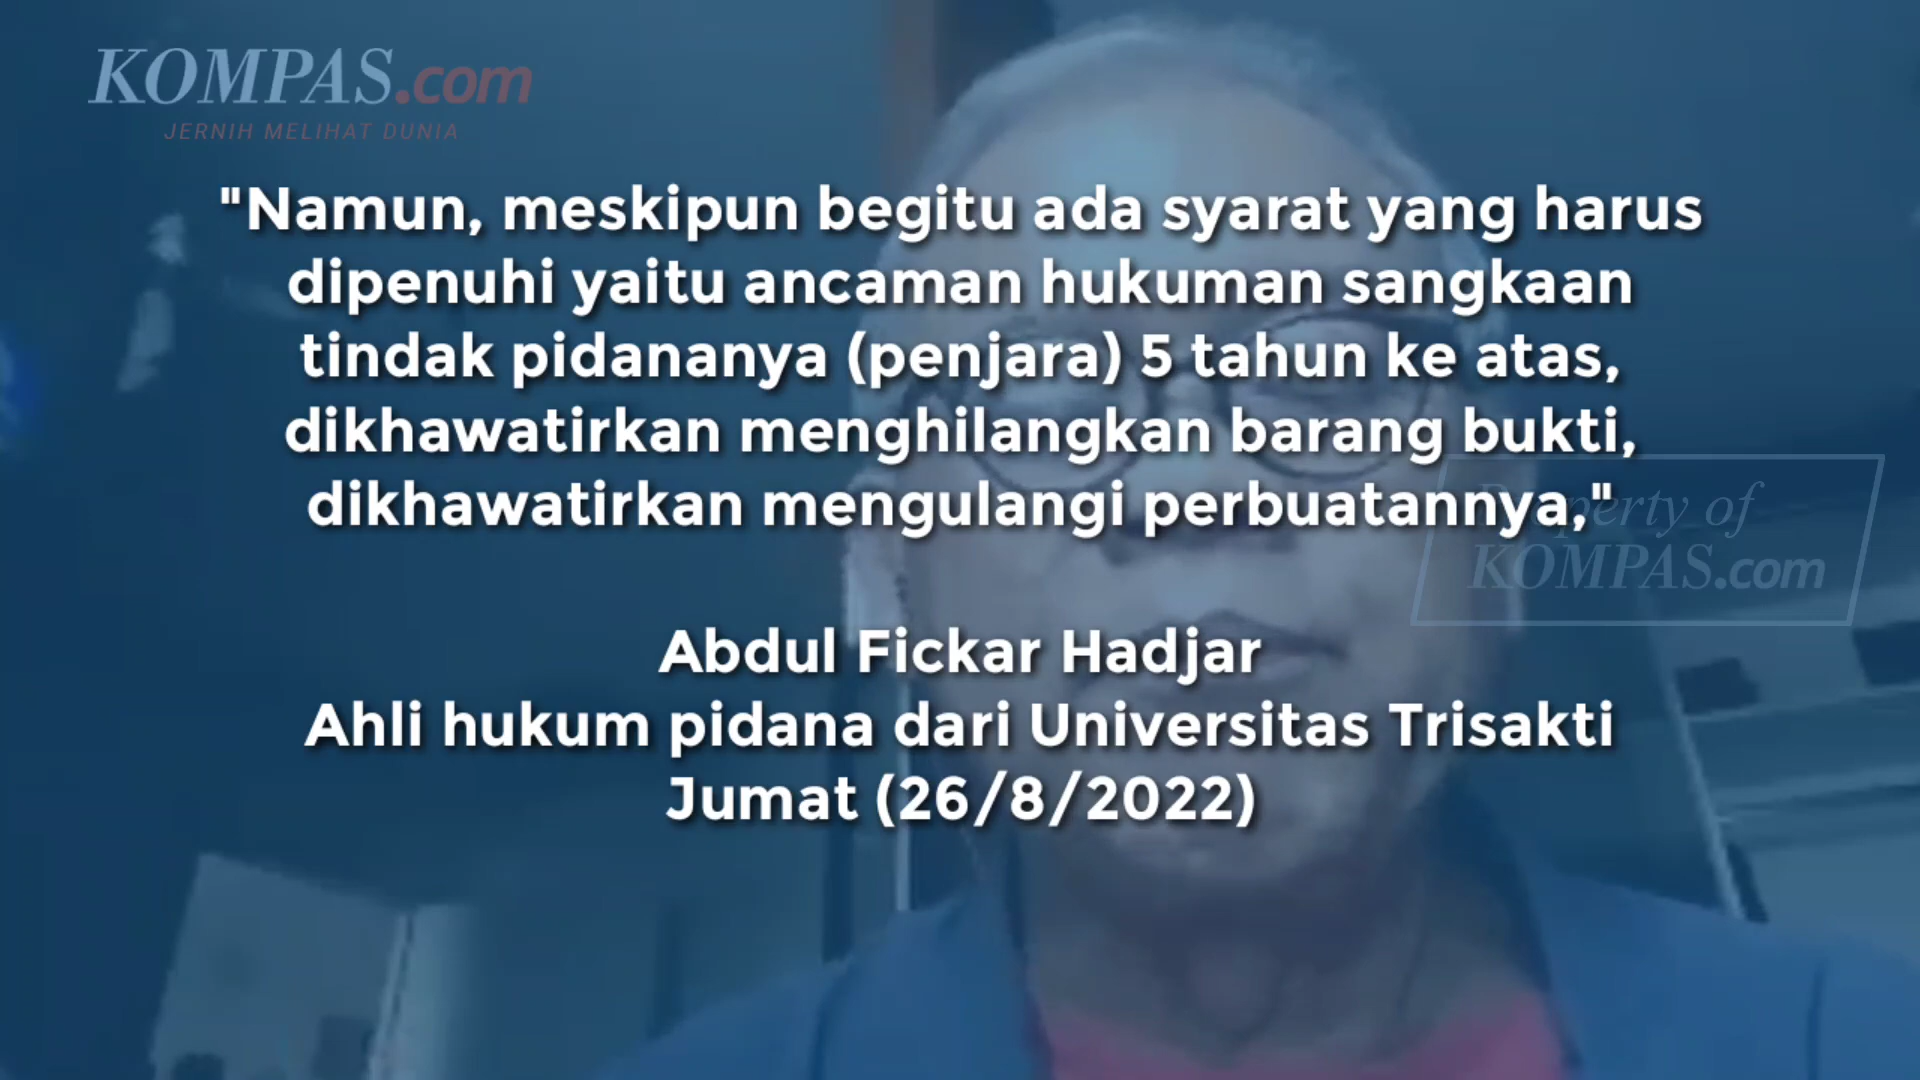 KOMPAS.com
JERNIH MELIHAT DUNIA
"Namun, meskipun begitu ada syarat yang harus
dipenuhi yaitu ancaman hukuman sangkaan
tindak pidananya (penjara) 5 tahun ke atas,
dikhawatirkan menghilangkan barang bukti,
dikhawatirkan mengulangi perbuatannya,"
Property of
KOMPAS.com
Abdul Fickar Hadjar
Ahli hukum pidana dari Universitas Trisakti
Jumat (26/8/2022)